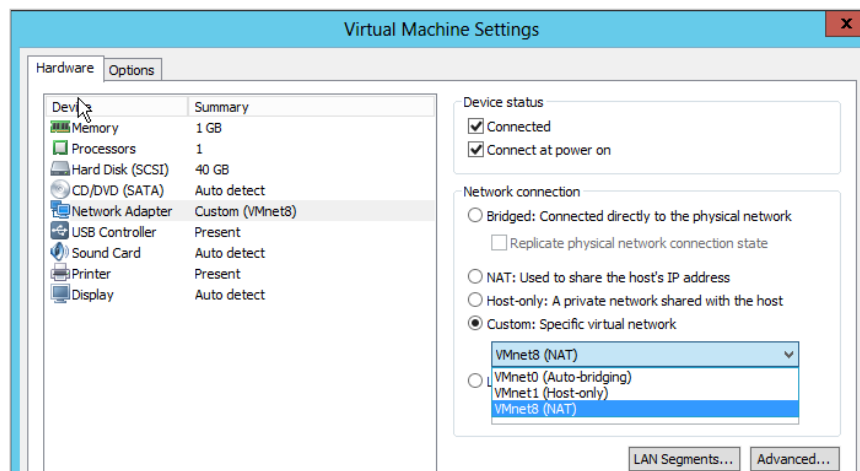 Virtual Machine Settings
x
Hardware
Options
Device Summary
Memory 1 GB
Processors 1
Hard Disk (SCSI) 40 GB
CD/DVD (SATA) Auto detect
Network Adapter Custom (VMnet8)
USB Controller Present
Sound Card Auto detect
Printer Present
Display Auto detect
Device status
Connected
Connect at power on
Network connection
Bridged: Connected directly to the physical network
Replicate physical network connection state
NAT: Used to share the host's IP address
Host-only: A private network shared with the host
Custom: Specific virtual network
VMnet8 (NAT)
VMnet0 (Auto-bridging)
VMnet1 (Host-only)
VMnet8 (NAT)
LAN Segments...
Advanced...